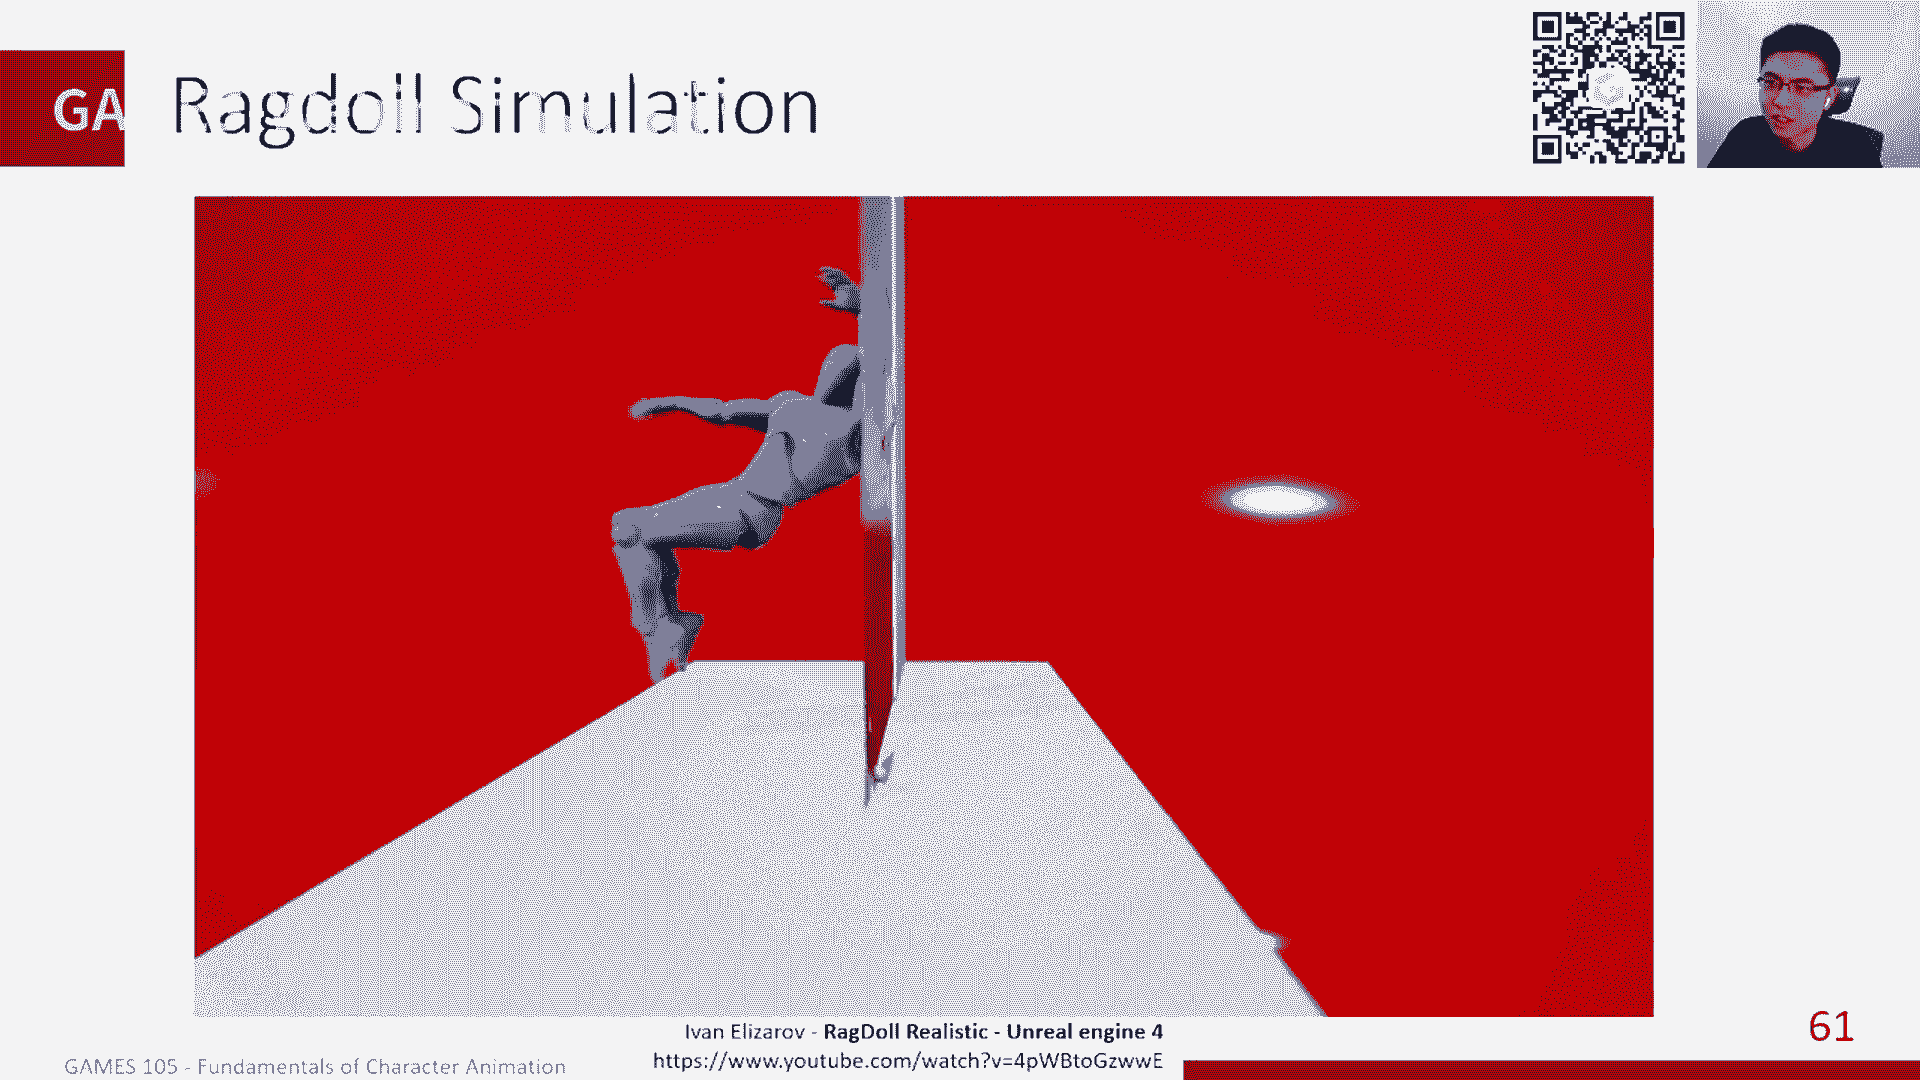 GA
Ragdoll Simulation
Ivan Elizarov - RagDoll Realistic - Unreal engine 4
https://www.youtube.com/watch?v=4pWBtoGzwwE
GAMES 105 - Fundamentals of Character Animation
61